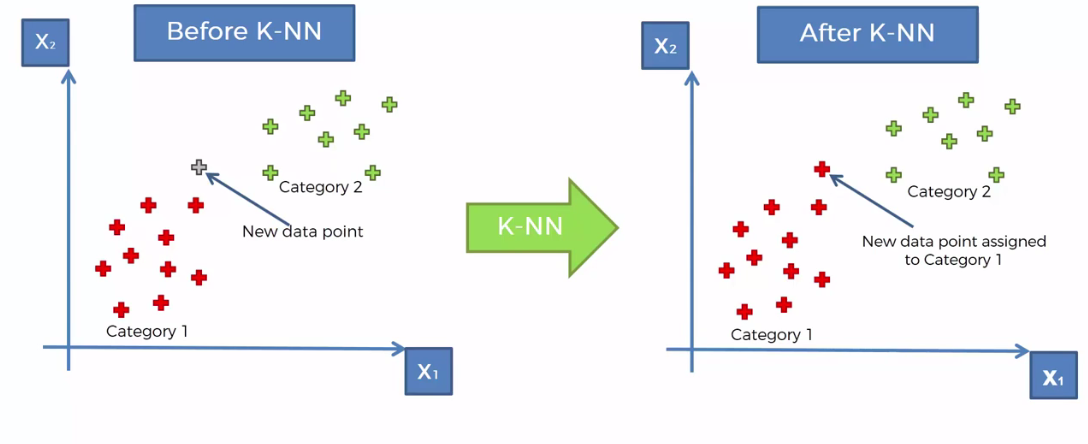 Before K-NN
X₂
Category 2
New data point
Category 1
X₁
K-NN
After K-NN
X₂
Category 2
New data point assigned
to Category 1
Category 1
X₁